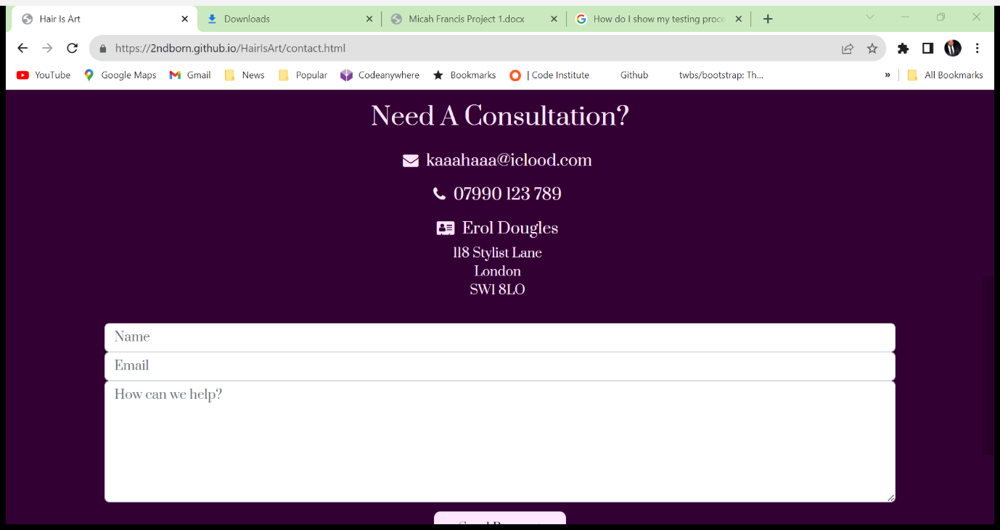 Hair Is Art
Downloads
Micah Francis Project 1.docx
How do I show my testing proce
https://2ndborn.github.io/HairIsArt/contact.html
YouTube
Google Maps
Gmail
News
Popular
Codeanywhere
Bookmarks
| Code Institute
Github
twbs/bootstrap: Th...
»
All Bookmarks
Need A Consultation?
kaaahaaa@iclood.com
07990 123 789
Erol Dougles
118 Stylist Lane
London
SW1 8LO
Name
Email
How can we help?